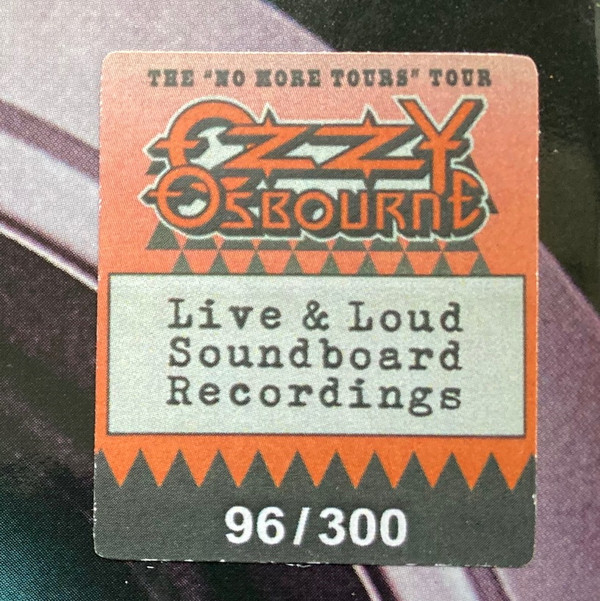 THE "NO MORE TOURS" TOUR
OZZY
OSBOURNE
Live & Loud
Soundboard
Recordings
96/300